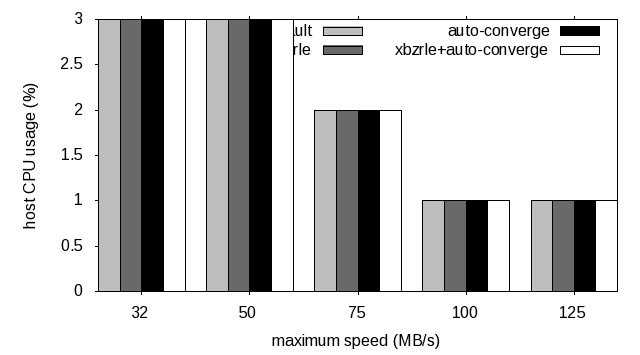 3
ault auto-converge
rle xbzrle+auto-converge
2.5
2
1.5
1
0.5
0
host CPU usage (%)
32 50 75 100 125
maximum speed (MB/s)